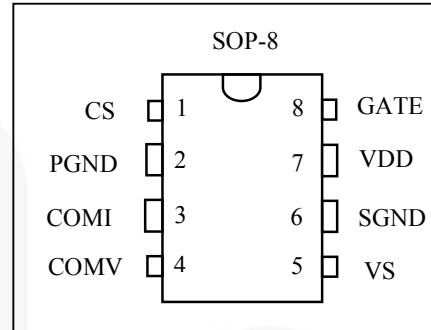 SOP-8
CS 1 8 GATE
PGND 2 7 VDD
COMI 3 6 SGND
COMV 4 5 VS